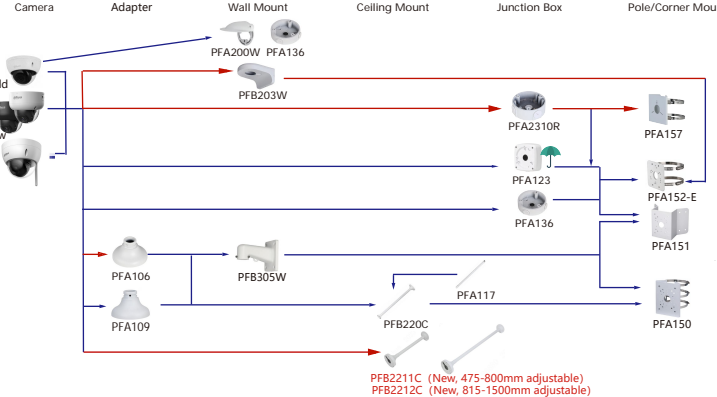 Camera Adapter Wall Mount Ceiling Mount Junction Box Pole/Corner Mou
PFA200W PFA136
PFB203W
PFA2310R
PFA157
PFA123
PFA152-E
PFA136
PFA151
PFA106
PFB305W
PFA117
PFA109
PFB220C
PFA150
PFB2211C (New, 475-800mm adjustable)
PFB2212C (New, 815-1500mm adjustable)